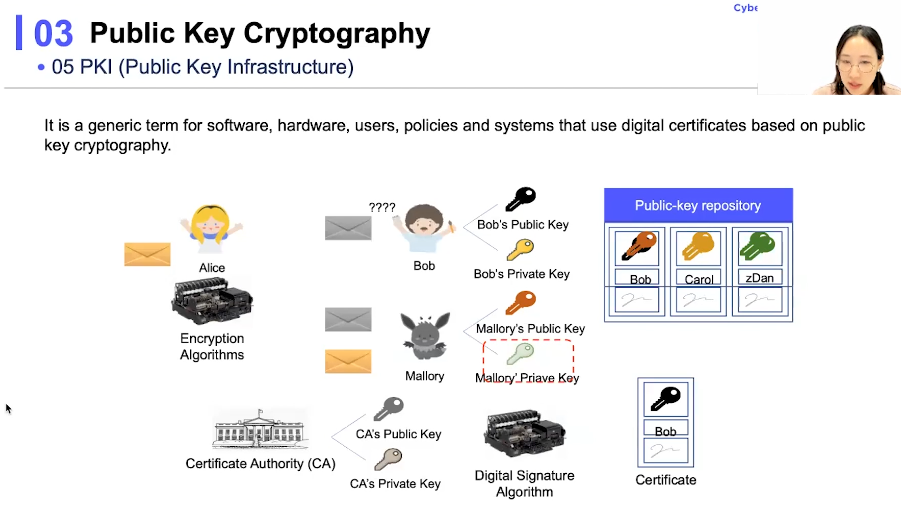 Cybe
03 Public Key Cryptography
• 05 PKI (Public Key Infrastructure)
It is a generic term for software, hardware, users, policies and systems that use digital certificates based on public
key cryptography.
????
Alice
Bob
Bob's Public Key
Bob's Private Key
Public-key repository
Bob
Carol
zDan
Encryption
Algorithms
Mallory
Mallory's Public Key
Mallory' Priave Key
Certificate Authority (CA)
CA's Public Key
CA's Private Key
Digital Signature
Algorithm
Bob
Certificate